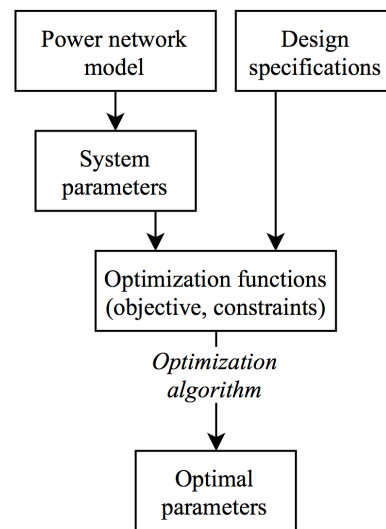 Power network
model
Design
specifications
System
parameters
Optimization functions
(objective, constraints)
Optimization
algorithm
Optimal
parameters